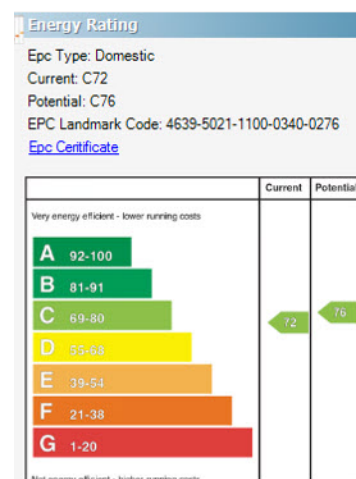 Energy Rating
Epc Type: Domestic
Current: C72
Potential: C76
EPC Landmark Code: 4639-5021-1100-0340-0276
Epc Ceritificate
Current Potential
Very energy efficient - lower running costs
A 92-100
B 81-91
C 69-80
72
76
D 55-68
E 39-54
F 21-38
G 1-20
Not energy efficient - higher running costs